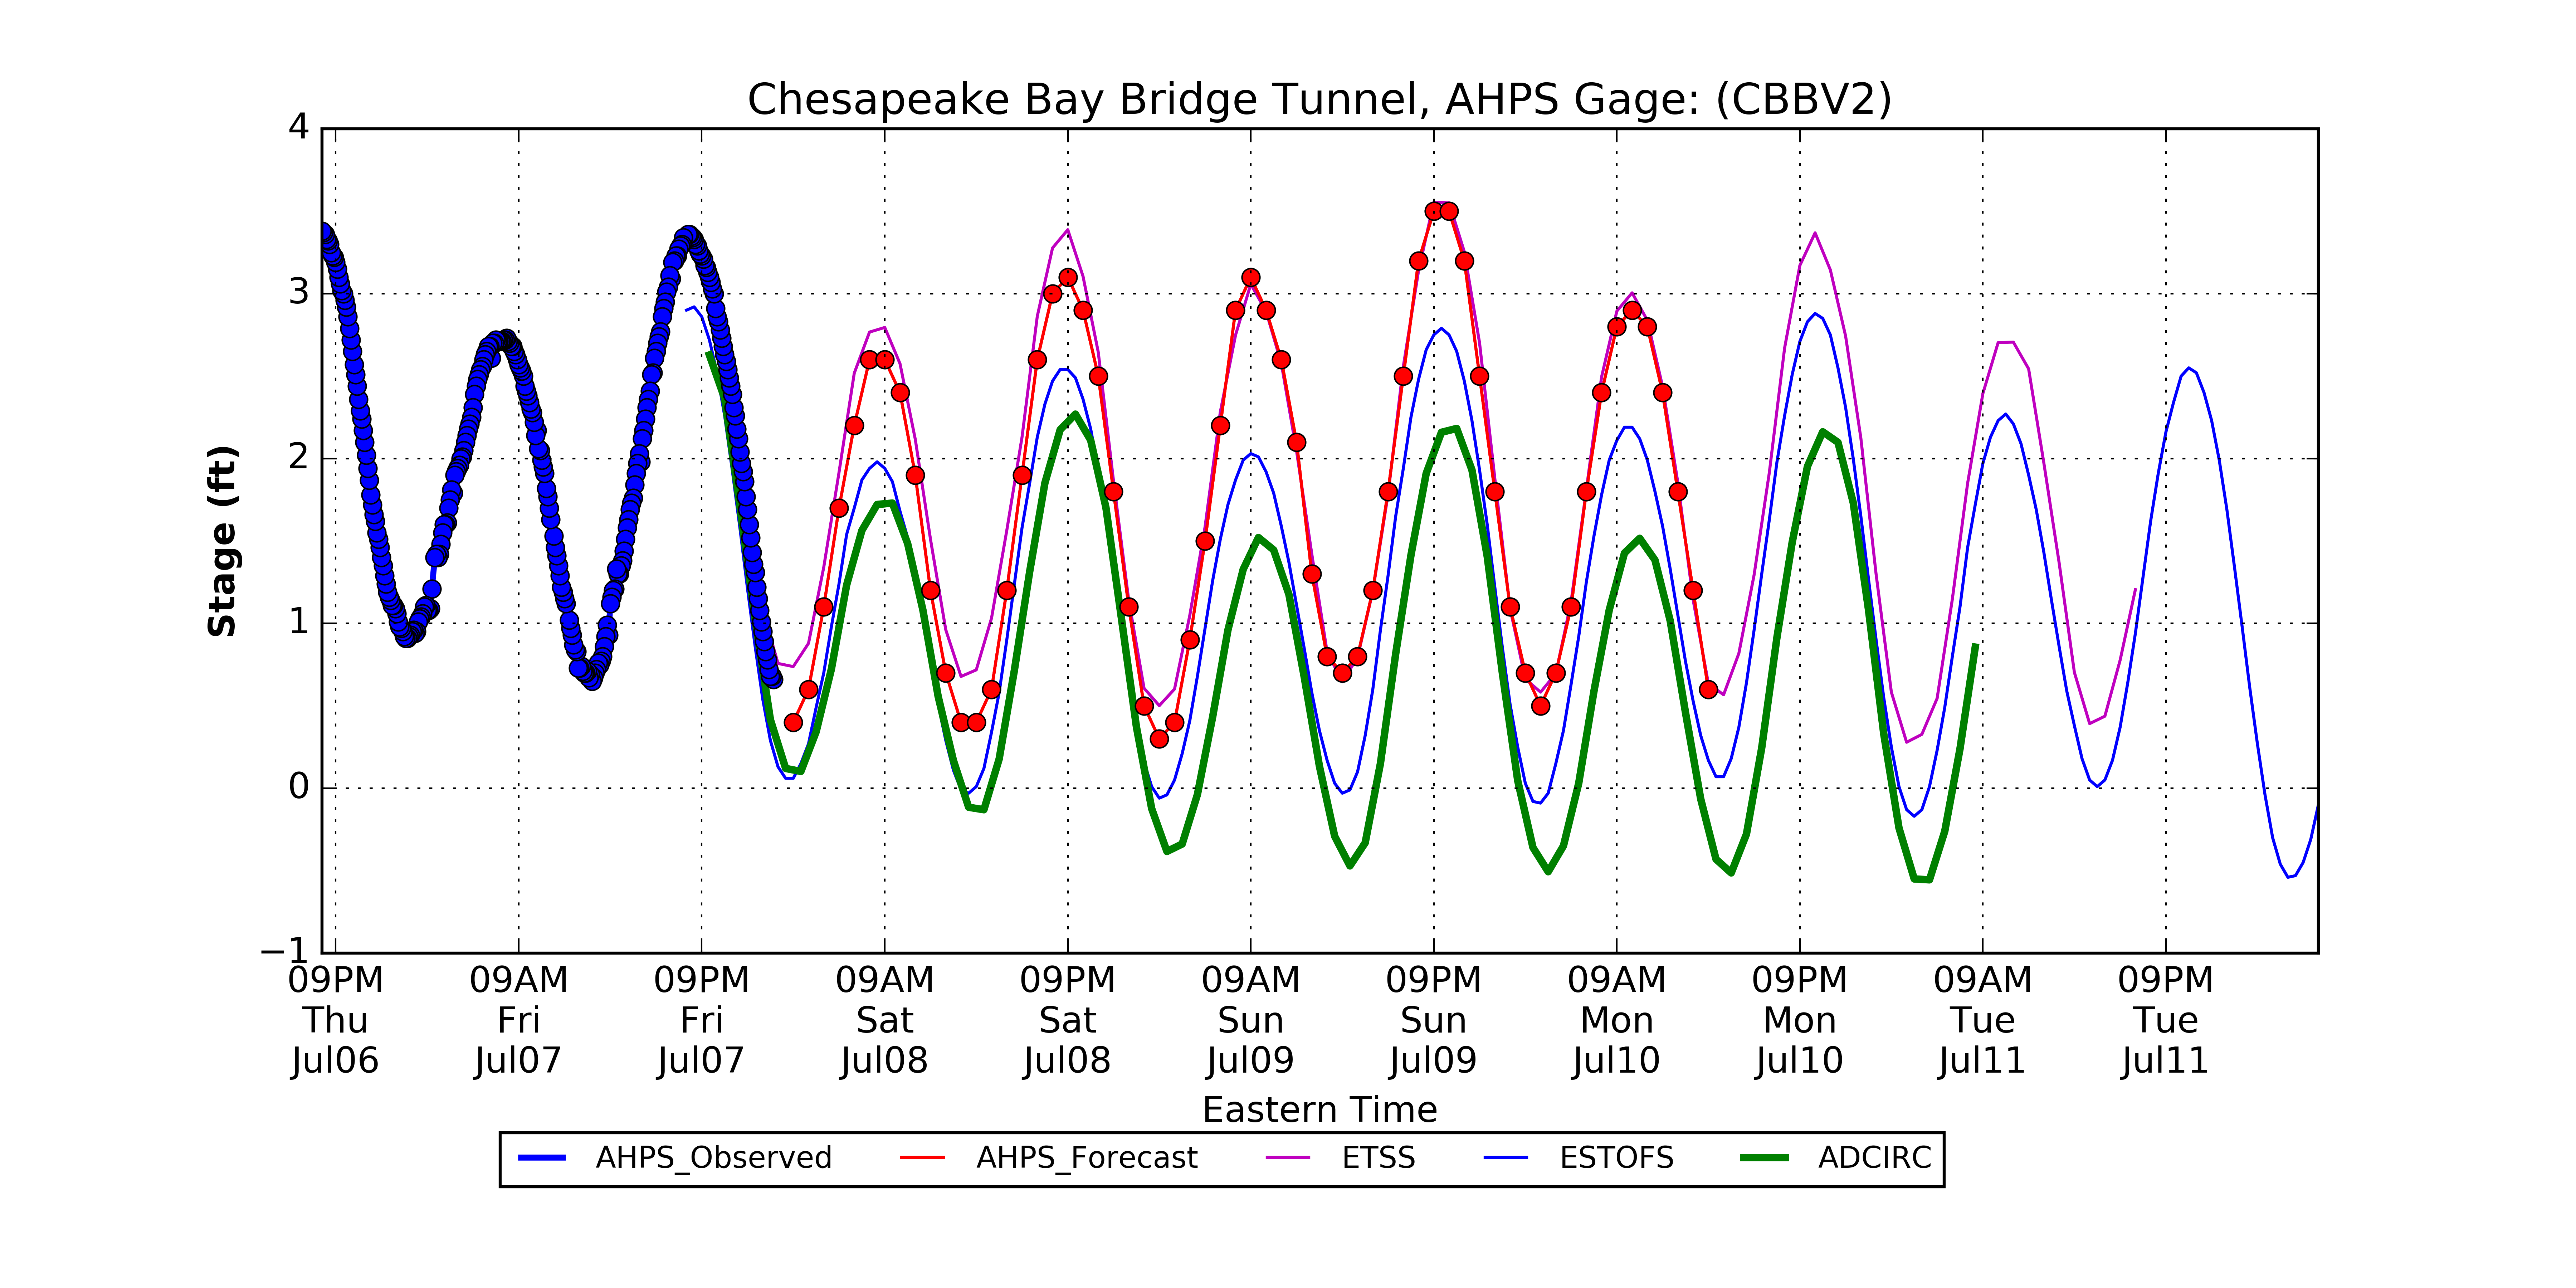 Chesapeake Bay Bridge Tunnel, AHPS Gage: (CBBV2)
4
3
2
1
0
−1
Stage (ft)
09PM 09AM 09PM 09AM 09PM 09AM 09PM 09AM 09PM 09AM 09PM
Thu Fri Fri Sat Sat Sun Sun Mon Mon Tue Tue
Jul06 Jul07 Jul07 Jul08 Jul08 Jul09 Jul09 Jul10 Jul10 Jul11 Jul11
Eastern Time
AHPS_Observed AHPS_Forecast ETSS ESTOFS ADCIRC